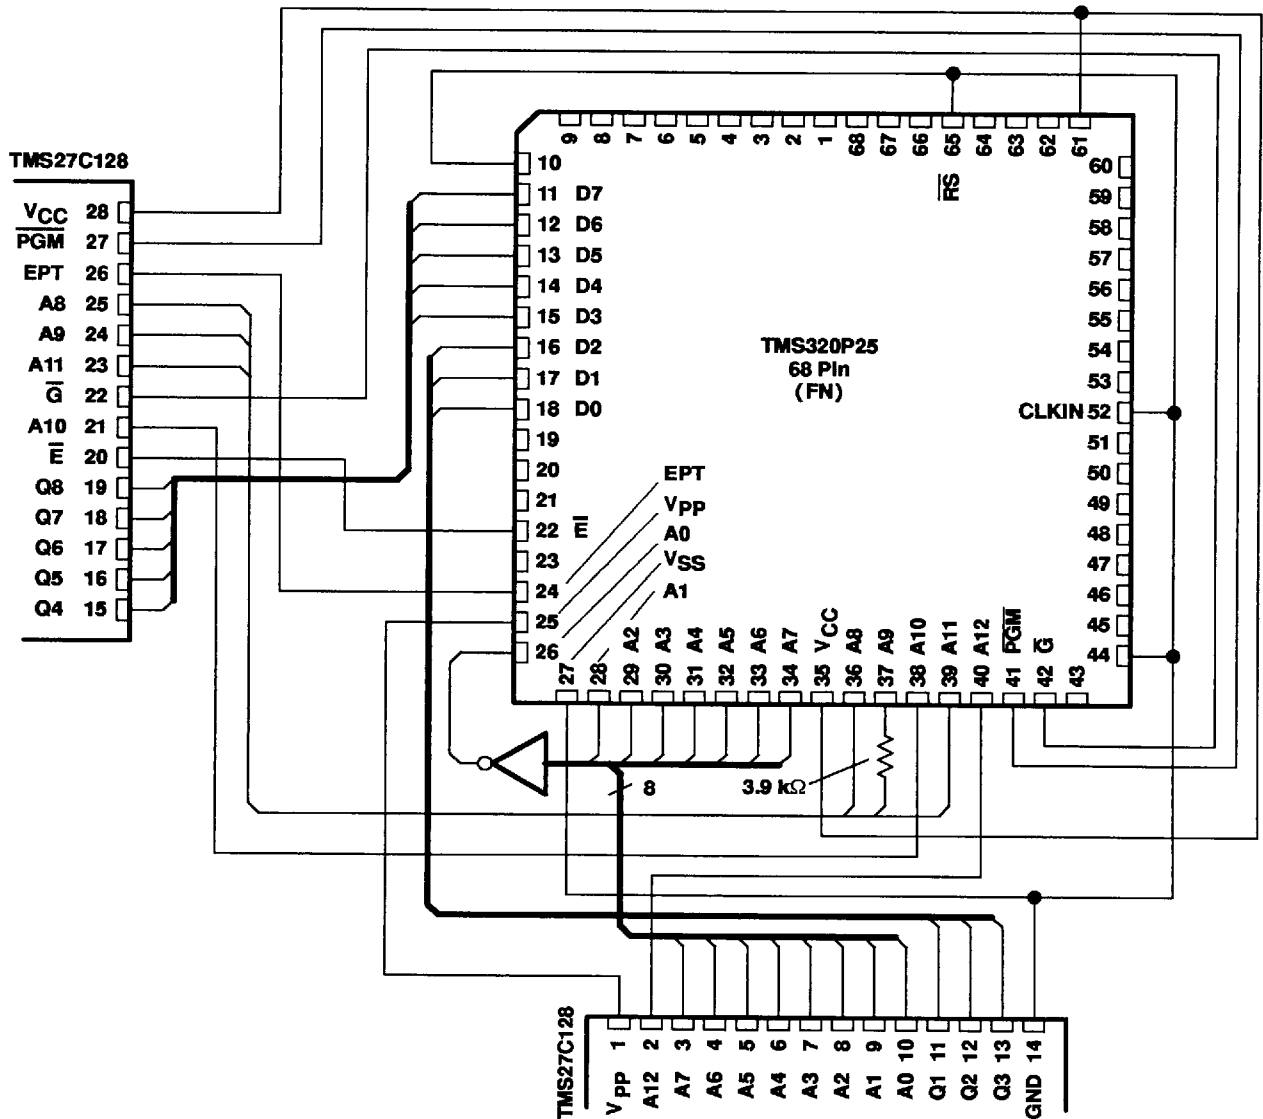 9 8 7 6 5 4 3 2 1 68 67 66 65 64 63 62 61
RS
TMS27C128
VCC 28
PGM 27
EPT 26
A8 25
A9 24
A11 23
G 22
A10 21
E 20
Q8 19
Q7 18
Q6 17
Q5 16
Q4 15
10
11 D7
12 D6
13 D5
14 D4
15 D3
16 D2
17 D1
18 D0
19
20
21
22 E
23
24
25
26
EPT
VPP
A0
VSS
A1
TMS320P25
68 Pin
(FN)
60
59
58
57
56
55
54
53
CLKIN 52
51
50
49
48
47
46
45
44
27
28
29 A2
30 A3
31 A4
32 A5
33 A6
34 A7
35 VCC
36 A8
37 A9
38 A10
39 A11
40 A12
41 PGM
42 G
43
8
3.9 kΩ
TMS27C128
VPP 1
A12 2
A7 3
A6 4
A5 5
A4 6
A3 7
A2 8
A1 9
A0 10
Q1 11
Q2 12
Q3 13
GND 14